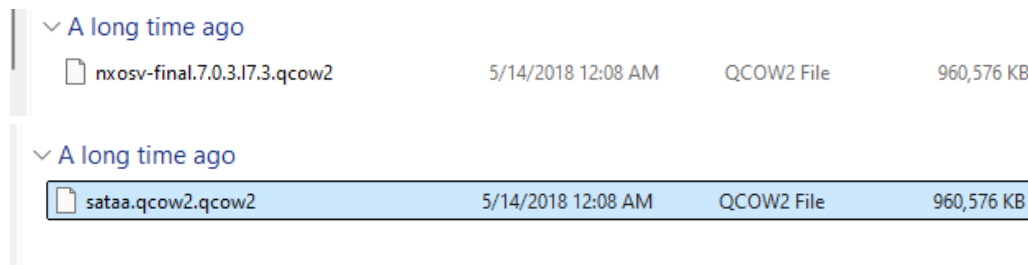 A long time ago
nxosv-final.7.0.3.I7.3.qcow2 5/14/2018 12:08 AM QCOW2 File 960,576 KB
A long time ago
sataa.qcow2.qcow2 5/14/2018 12:08 AM QCOW2 File 960,576 KB